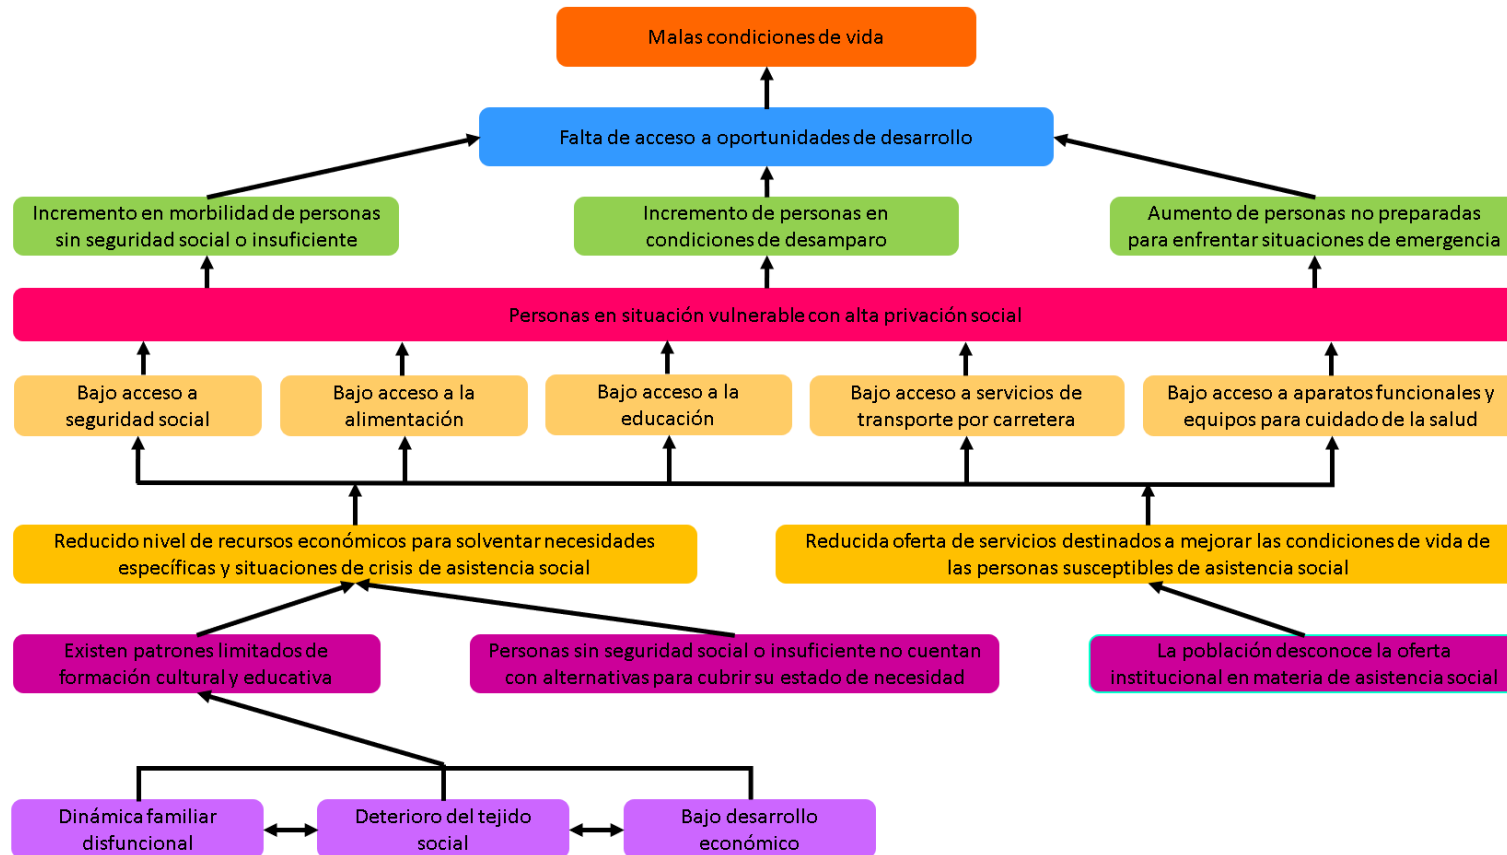 Malas condiciones de vida
Falta de acceso a oportunidades de desarrollo
Incremento en morbilidad de personas
sin seguridad social o insuficiente
Incremento de personas en
condiciones de desamparo
Aumento de personas no preparadas
para enfrentar situaciones de emergencia
Personas en situación vulnerable con alta privación social
Bajo acceso a
seguridad social
Bajo acceso a la
alimentación
Bajo acceso a la
educación
Bajo acceso a servicios de
transporte por carretera
Bajo acceso a aparatos funcionales y
equipos para cuidado de la salud
Reducido nivel de recursos económicos para solventar necesidades
específicas y situaciones de crisis de asistencia social
Reducida oferta de servicios destinados a mejorar las condiciones de vida de
las personas susceptibles de asistencia social
Existen patrones limitados de
formación cultural y educativa
Personas sin seguridad social o insuficiente no cuentan
con alternativas para cubrir su estado de necesidad
La población desconoce la oferta
institucional en materia de asistencia social
Dinámica familiar
disfuncional
Deterioro del tejido
social
Bajo desarrollo
económico